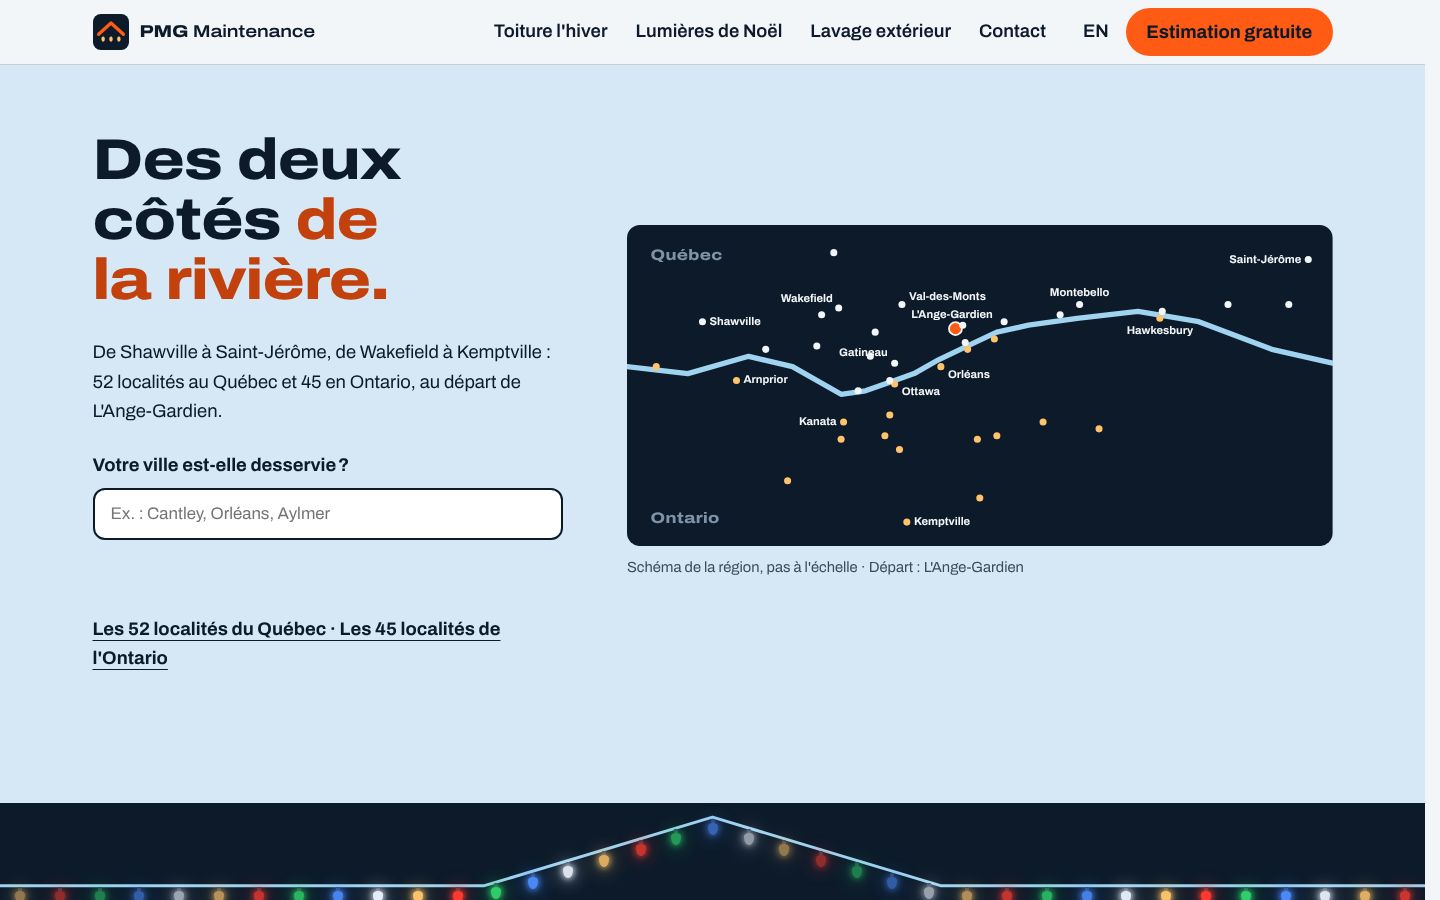 PMG Maintenance
Toiture l'hiver
Lumières de Noël
Lavage extérieur
Contact
EN
Estimation gratuite
Des deux
côtés de
la rivière.
De Shawville à Saint-Jérôme, de Wakefield à Kemptville :
52 localités au Québec et 45 en Ontario, au départ de
L'Ange-Gardien.
Votre ville est-elle desservie ?
Ex. : Cantley, Orléans, Aylmer
Les 52 localités du Québec · Les 45 localités de
l'Ontario
Québec
Saint-Jérôme
Wakefield
Val-des-Monts
Montebello
L'Ange-Gardien
Shawville
Hawkesbury
Gatineau
Orléans
Arnprior
Ottawa
Kanata
Ontario
Kemptville
Schéma de la région, pas à l'échelle · Départ : L'Ange-Gardien